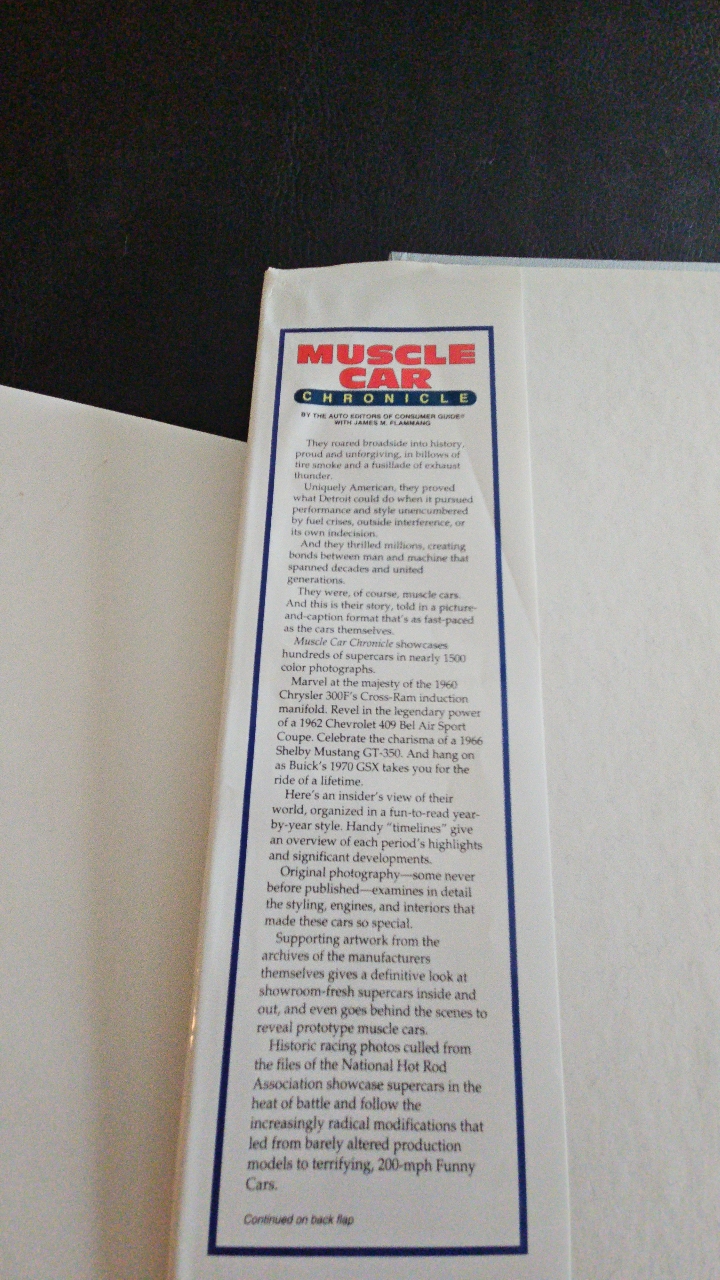 MUSCLE
CAR
CHRONICLE
BY THE AUTO EDITORS OF CONSUMER GUIDE®
WITH JAMES M. FLAMMANG
They roared broadside into history,
proud and unforgiving, in billows of
tire smoke and a fusillade of exhaust
thunder.
Uniquely American, they proved
what Detroit could do when it pursued
performance and style unencumbered
by fuel crises, outside interference, or
its own indecision.
And they thrilled millions, creating
bonds between man and machine that
spanned decades and united
generations.
They were, of course, muscle cars.
And this is their story, told in a picture-
and-caption format that's as fast-paced
as the cars themselves.
Muscle Car Chronicle showcases
hundreds of supercars in nearly 1500
color photographs.
Marvel at the majesty of the 1960
Chrysler 300F's Cross-Ram induction
manifold. Revel in the legendary power
of a 1962 Chevrolet 409 Bel Air Sport
Coupe. Celebrate the charisma of a 1966
Shelby Mustang GT-350. And hang on
as Buick's 1970 GSX takes you for the
ride of a lifetime.
Here's an insider's view of their
world, organized in a fun-to-read year-
by-year style. Handy "timelines" give
an overview of each period's highlights
and significant developments.
Original photography—some never
before published—examines in detail
the styling, engines, and interiors that
made these cars so special.
Supporting artwork from the
archives of the manufacturers
themselves gives a definitive look at
showroom-fresh supercars inside and
out, and even goes behind the scenes to
reveal prototype muscle cars.
Historic racing photos culled from
the files of the National Hot Rod
Association showcase supercars in the
heat of battle and follow the
increasingly radical modifications that
led from barely altered production
models to terrifying, 200-mph Funny
Cars.
Continued on back flap